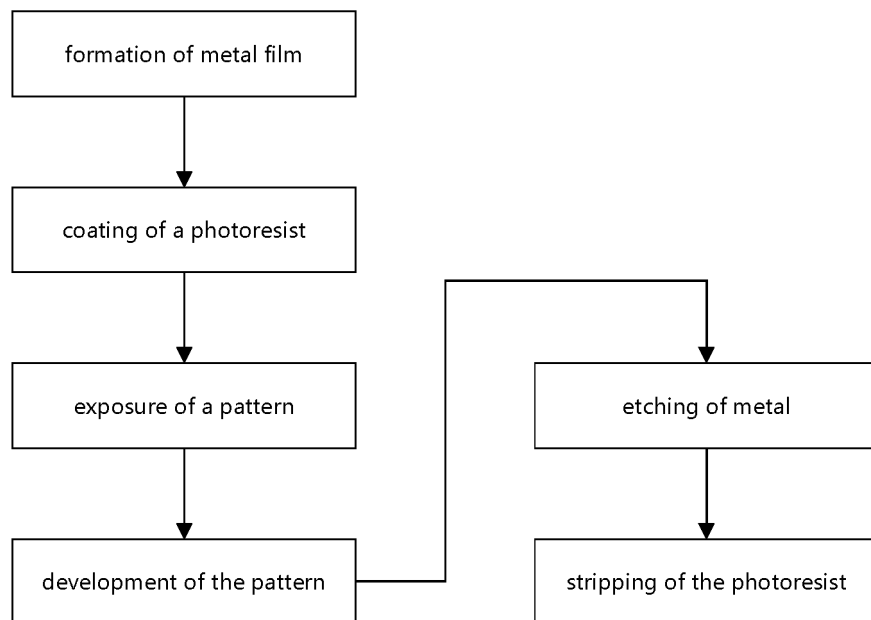 formation of metal film
coating of a photoresist
exposure of a pattern
development of the pattern
etching of metal
stripping of the photoresist